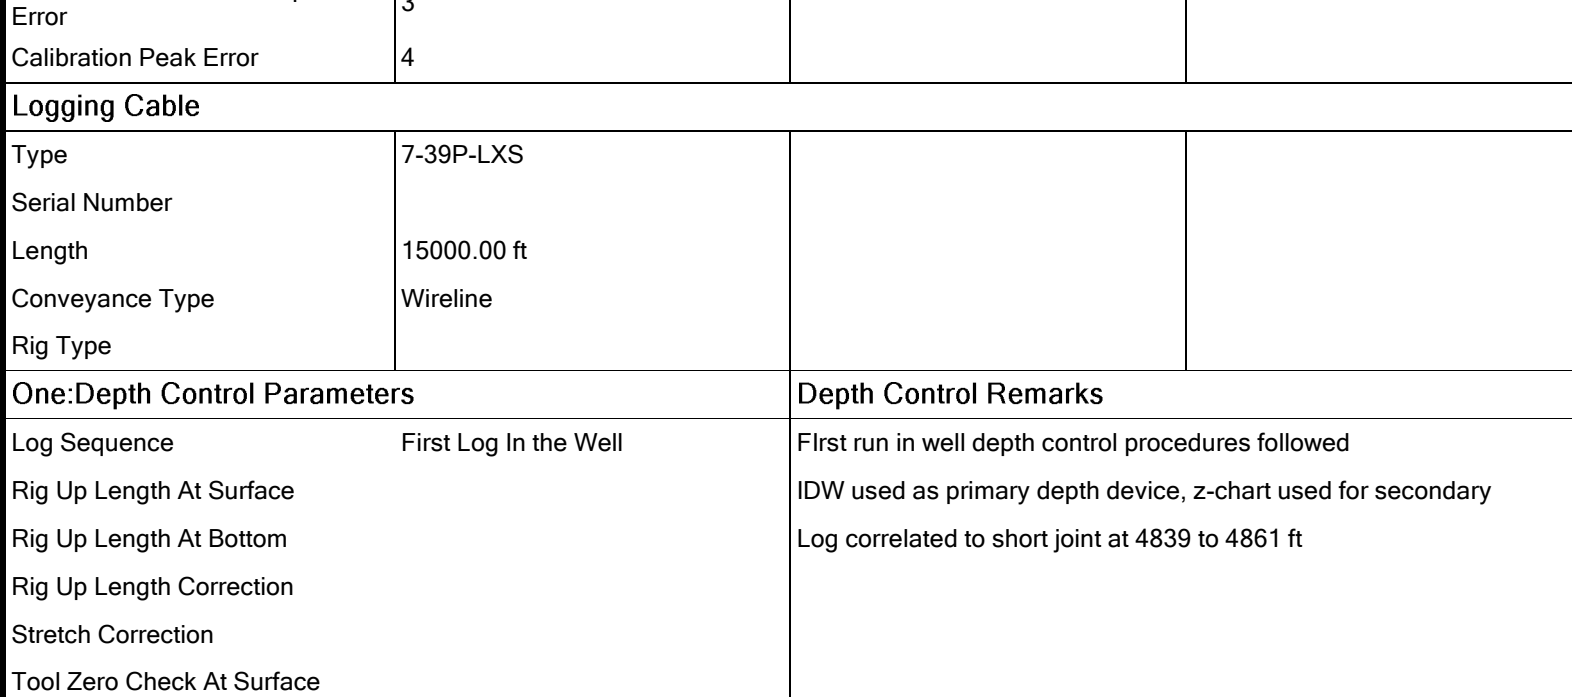 Error 3
Calibration Peak Error 4
Logging Cable
Type 7-39P-LXS
Serial Number
Length 15000.00 ft
Conveyance Type Wireline
Rig Type
One:Depth Control Parameters Depth Control Remarks
Log Sequence First Log In the Well FIrst run in well depth control procedures followed
Rig Up Length At Surface IDW used as primary depth device, z-chart used for secondary
Rig Up Length At Bottom Log correlated to short joint at 4839 to 4861 ft
Rig Up Length Correction
Stretch Correction
Tool Zero Check At Surface